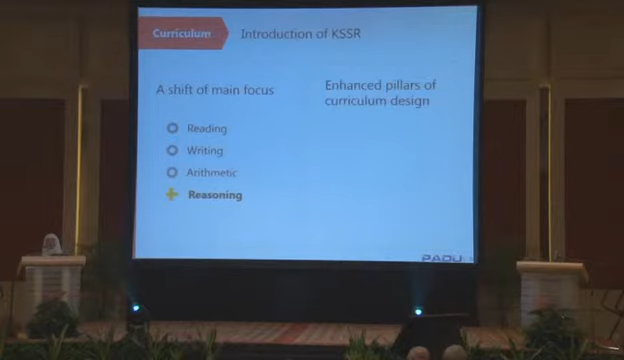 Curriculum
Introduction of KSSR
A shift of main focus
Reading
Writing
Arithmetic
Reasoning
Enhanced pillars of
curriculum design
PADU